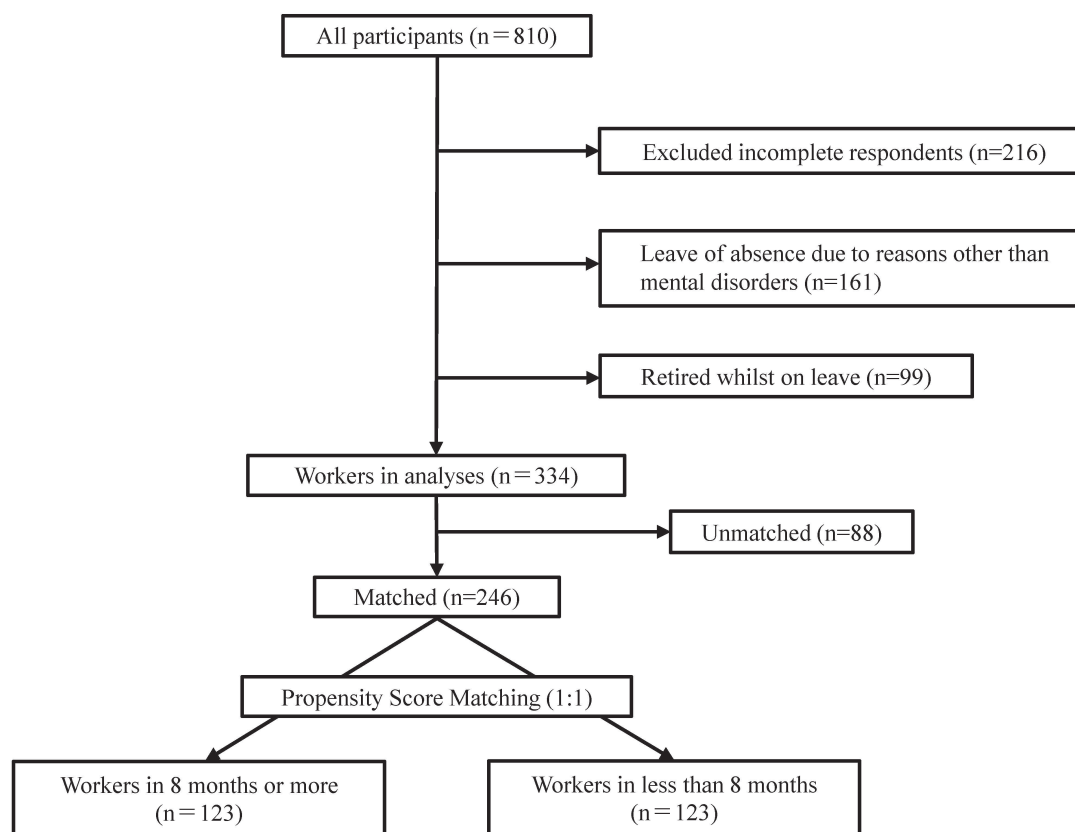 All participants (n＝810)
Excluded incomplete respondents (n=216)
Leave of absence due to reasons other than
mental disorders (n=161)
Retired whilst on leave (n=99)
Workers in analyses (n＝334)
Unmatched (n=88)
Matched (n=246)
Propensity Score Matching (1:1)
Workers in 8 months or more
(n＝123)
Workers in less than 8 months
(n＝123)